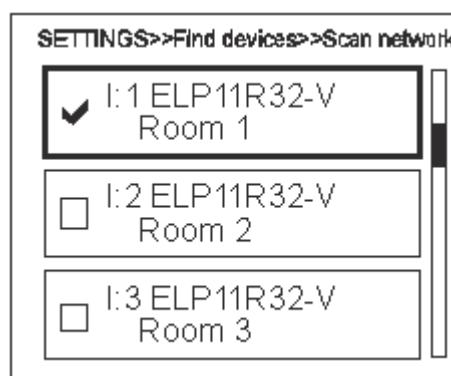 SETTINGS>>Find devices>>Scan network
I:1 ELP11R32-V
Room 1
I:2 ELP11R32-V
Room 2
I:3 ELP11R32-V
Room 3